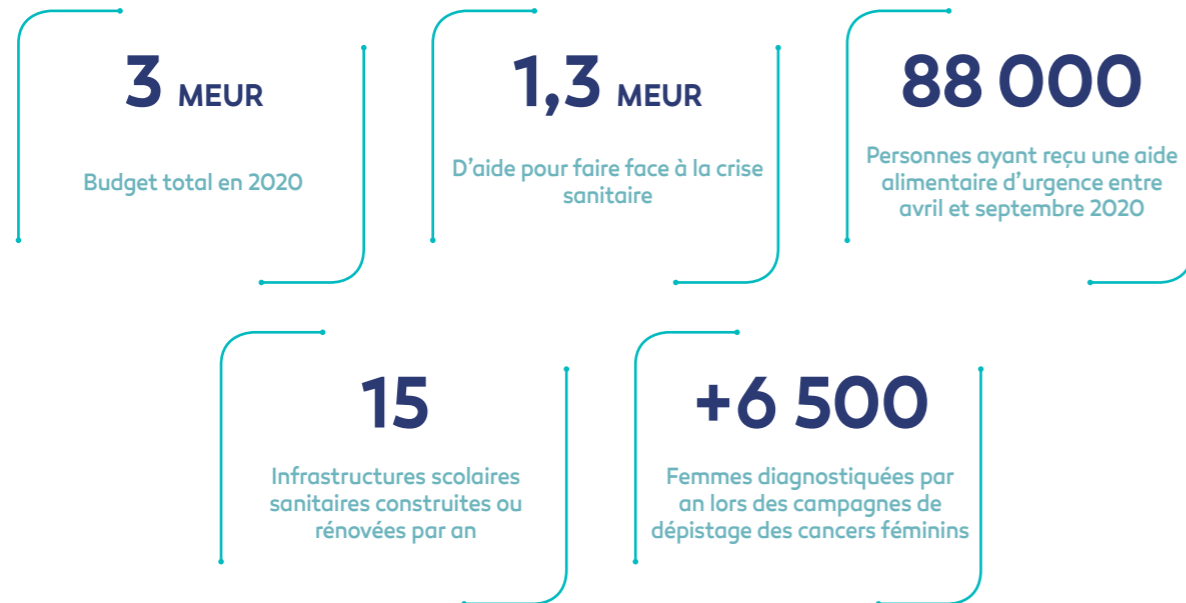 3 MEUR
Budget total en 2020
1,3 MEUR
D'aide pour faire face à la crise
sanitaire
88 000
Personnes ayant reçu une aide
alimentaire d'urgence entre
avril et septembre 2020
15
Infrastructures scolaires
sanitaires construites ou
rénovées par an
+6 500
Femmes diagnostiquées par
an lors des campagnes de
dépistage des cancers féminins